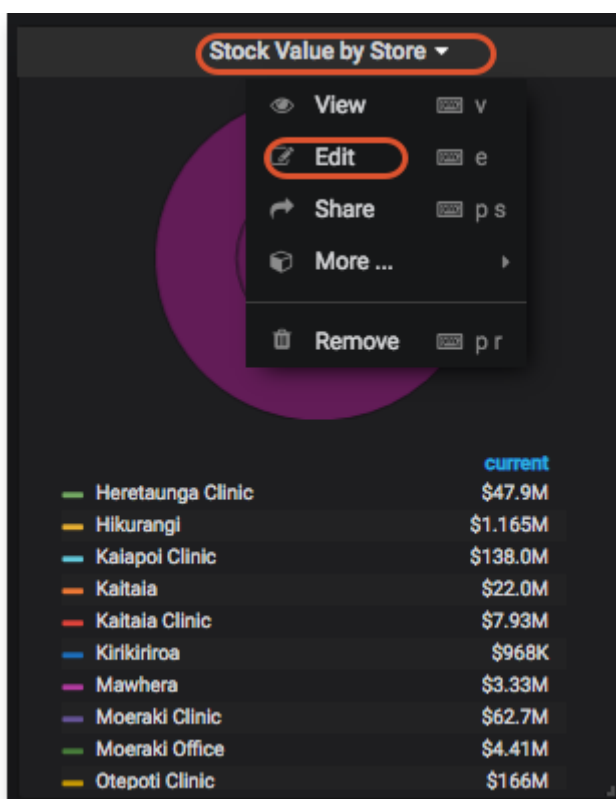 Stock Value by Store
View v
Edit e
Share p s
More ...
Remove p r
current
Heretaunga Clinic $47.9M
Hikurangi $1.165M
Kaiapoi Clinic $138.0M
Kaitaia $22.0M
Kaitaia Clinic $7.93M
Kirikiriroa $968K
Mawhera $3.33M
Moeraki Clinic $62.7M
Moeraki Office $4.41M
Otepoti Clinic $166M